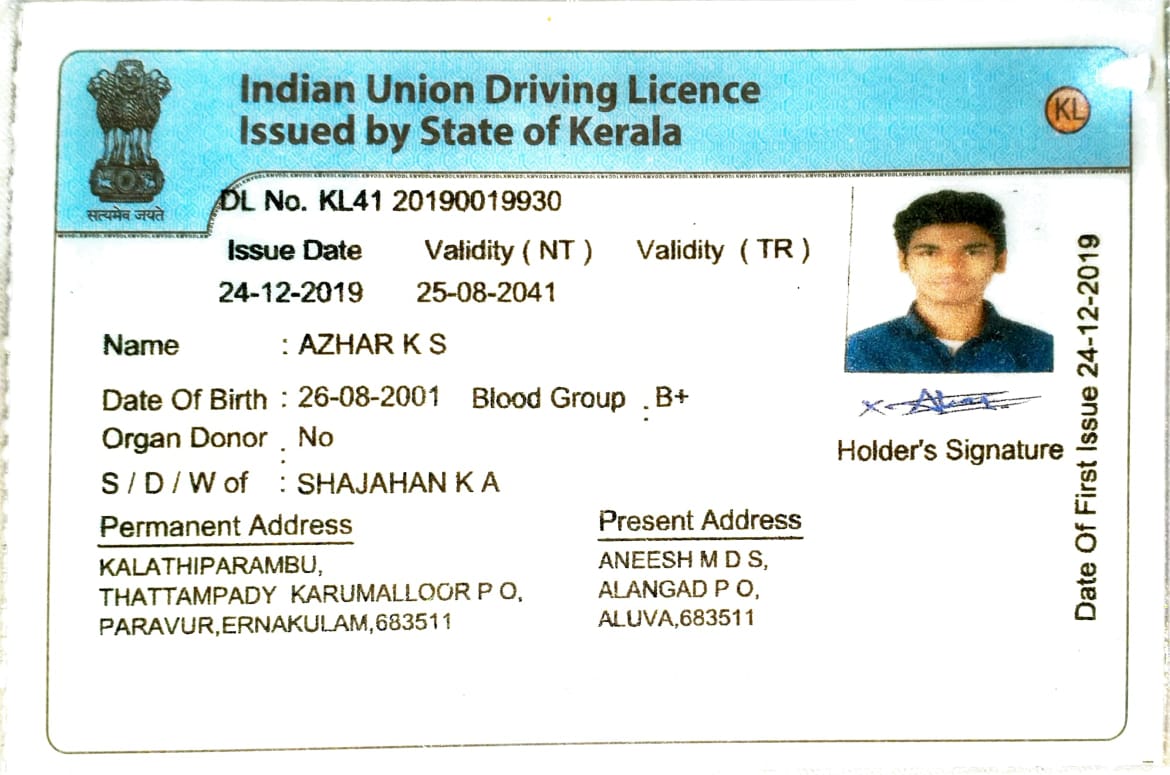 Indian Union Driving Licence
Issued by State of Kerala
KL
सत्यमेव जयते
DL No. KL41 20190019930
Issue Date Validity ( NT ) Validity ( TR )
24-12-2019 25-08-2041
Name : AZHAR K S
Date Of Birth : 26-08-2001 Blood Group : B+
Organ Donor : No
S / D / W of : SHAJAHAN K A
Holder's Signature
Date Of First Issue 24-12-2019
Permanent Address
KALATHIPARAMBU,
THATTAMPADY KARUMALLOOR P O,
PARAVUR,ERNAKULAM,683511
Present Address
ANEESH M D S,
ALANGAD P O,
ALUVA,683511